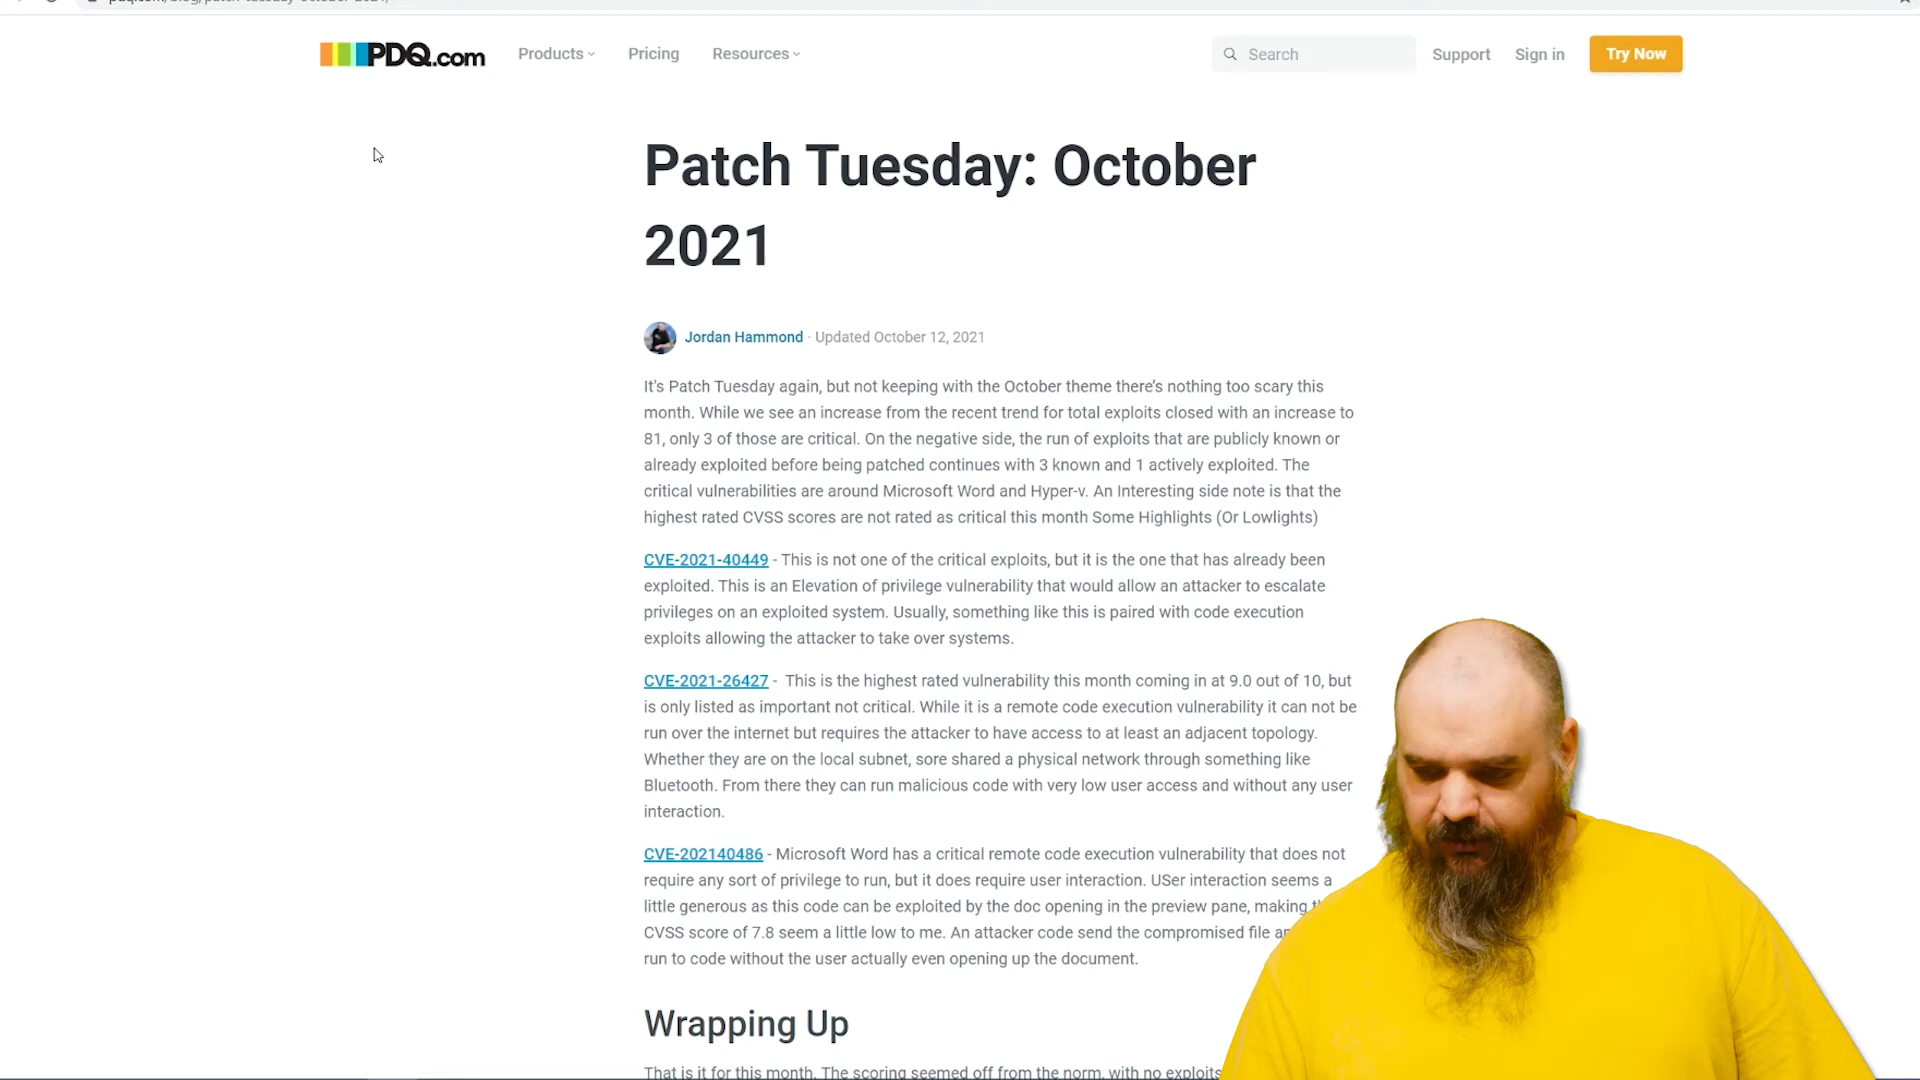 PDQ.com Products Pricing Resources Search Support Sign in Try Now
Patch Tuesday: October
2021
Jordan Hammond · Updated October 12, 2021
It's Patch Tuesday again, but not keeping with the October theme there's nothing too scary this
month. While we see an increase from the recent trend for total exploits closed with an increase to
81, only 3 of those are critical. On the negative side, the run of exploits that are publicly known or
already exploited before being patched continues with 3 known and 1 actively exploited. The
critical vulnerabilities are around Microsoft Word and Hyper-v. An Interesting side note is that the
highest rated CVSS scores are not rated as critical this month Some Highlights (Or Lowlights)
CVE-2021-40449 - This is not one of the critical exploits, but it is the one that has already been
exploited. This is an Elevation of privilege vulnerability that would allow an attacker to escalate
privileges on an exploited system. Usually, something like this is paired with code execution
exploits allowing the attacker to take over systems.
CVE-2021-26427 - This is the highest rated vulnerability this month coming in at 9.0 out of 10, but
is only listed as important not critical. While it is a remote code execution vulnerability it can not be
run over the internet but requires the attacker to have access to at least an adjacent topology.
Whether they are on the local subnet, sore shared a physical network through something like
Bluetooth. From there they can run malicious code with very low user access and without any user
interaction.
CVE-202140486 - Microsoft Word has a critical remote code execution vulnerability that does not
require any sort of privilege to run, but it does require user interaction. USer interaction seems a
little generous as this code can be exploited by the doc opening in the preview pane, making
CVSS score of 7.8 seem a little low to me. An attacker code send the compromised file
run to code without the user actually even opening up the document.
Wrapping Up
That is it for this month. The scoring seemed off from the norm, with no exploits